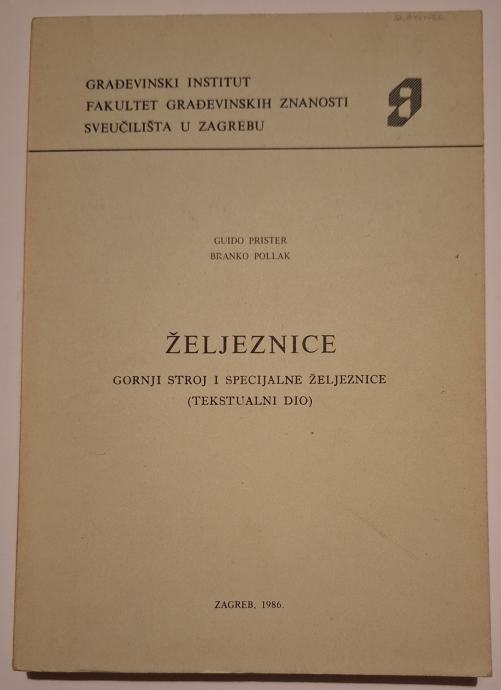 GRAĐEVINSKI INSTITUT
FAKULTET GRAĐEVINSKIH ZNANOSTI
SVEUČILIŠTA U ZAGREBU
GUIDO PRISTER
BRANKO POLLAK
ŽELJEZNICE
GORNJI STROJ I SPECIJALNE ŽELJEZNICE
(TEKSTUALNI DIO)
ZAGREB, 1986.